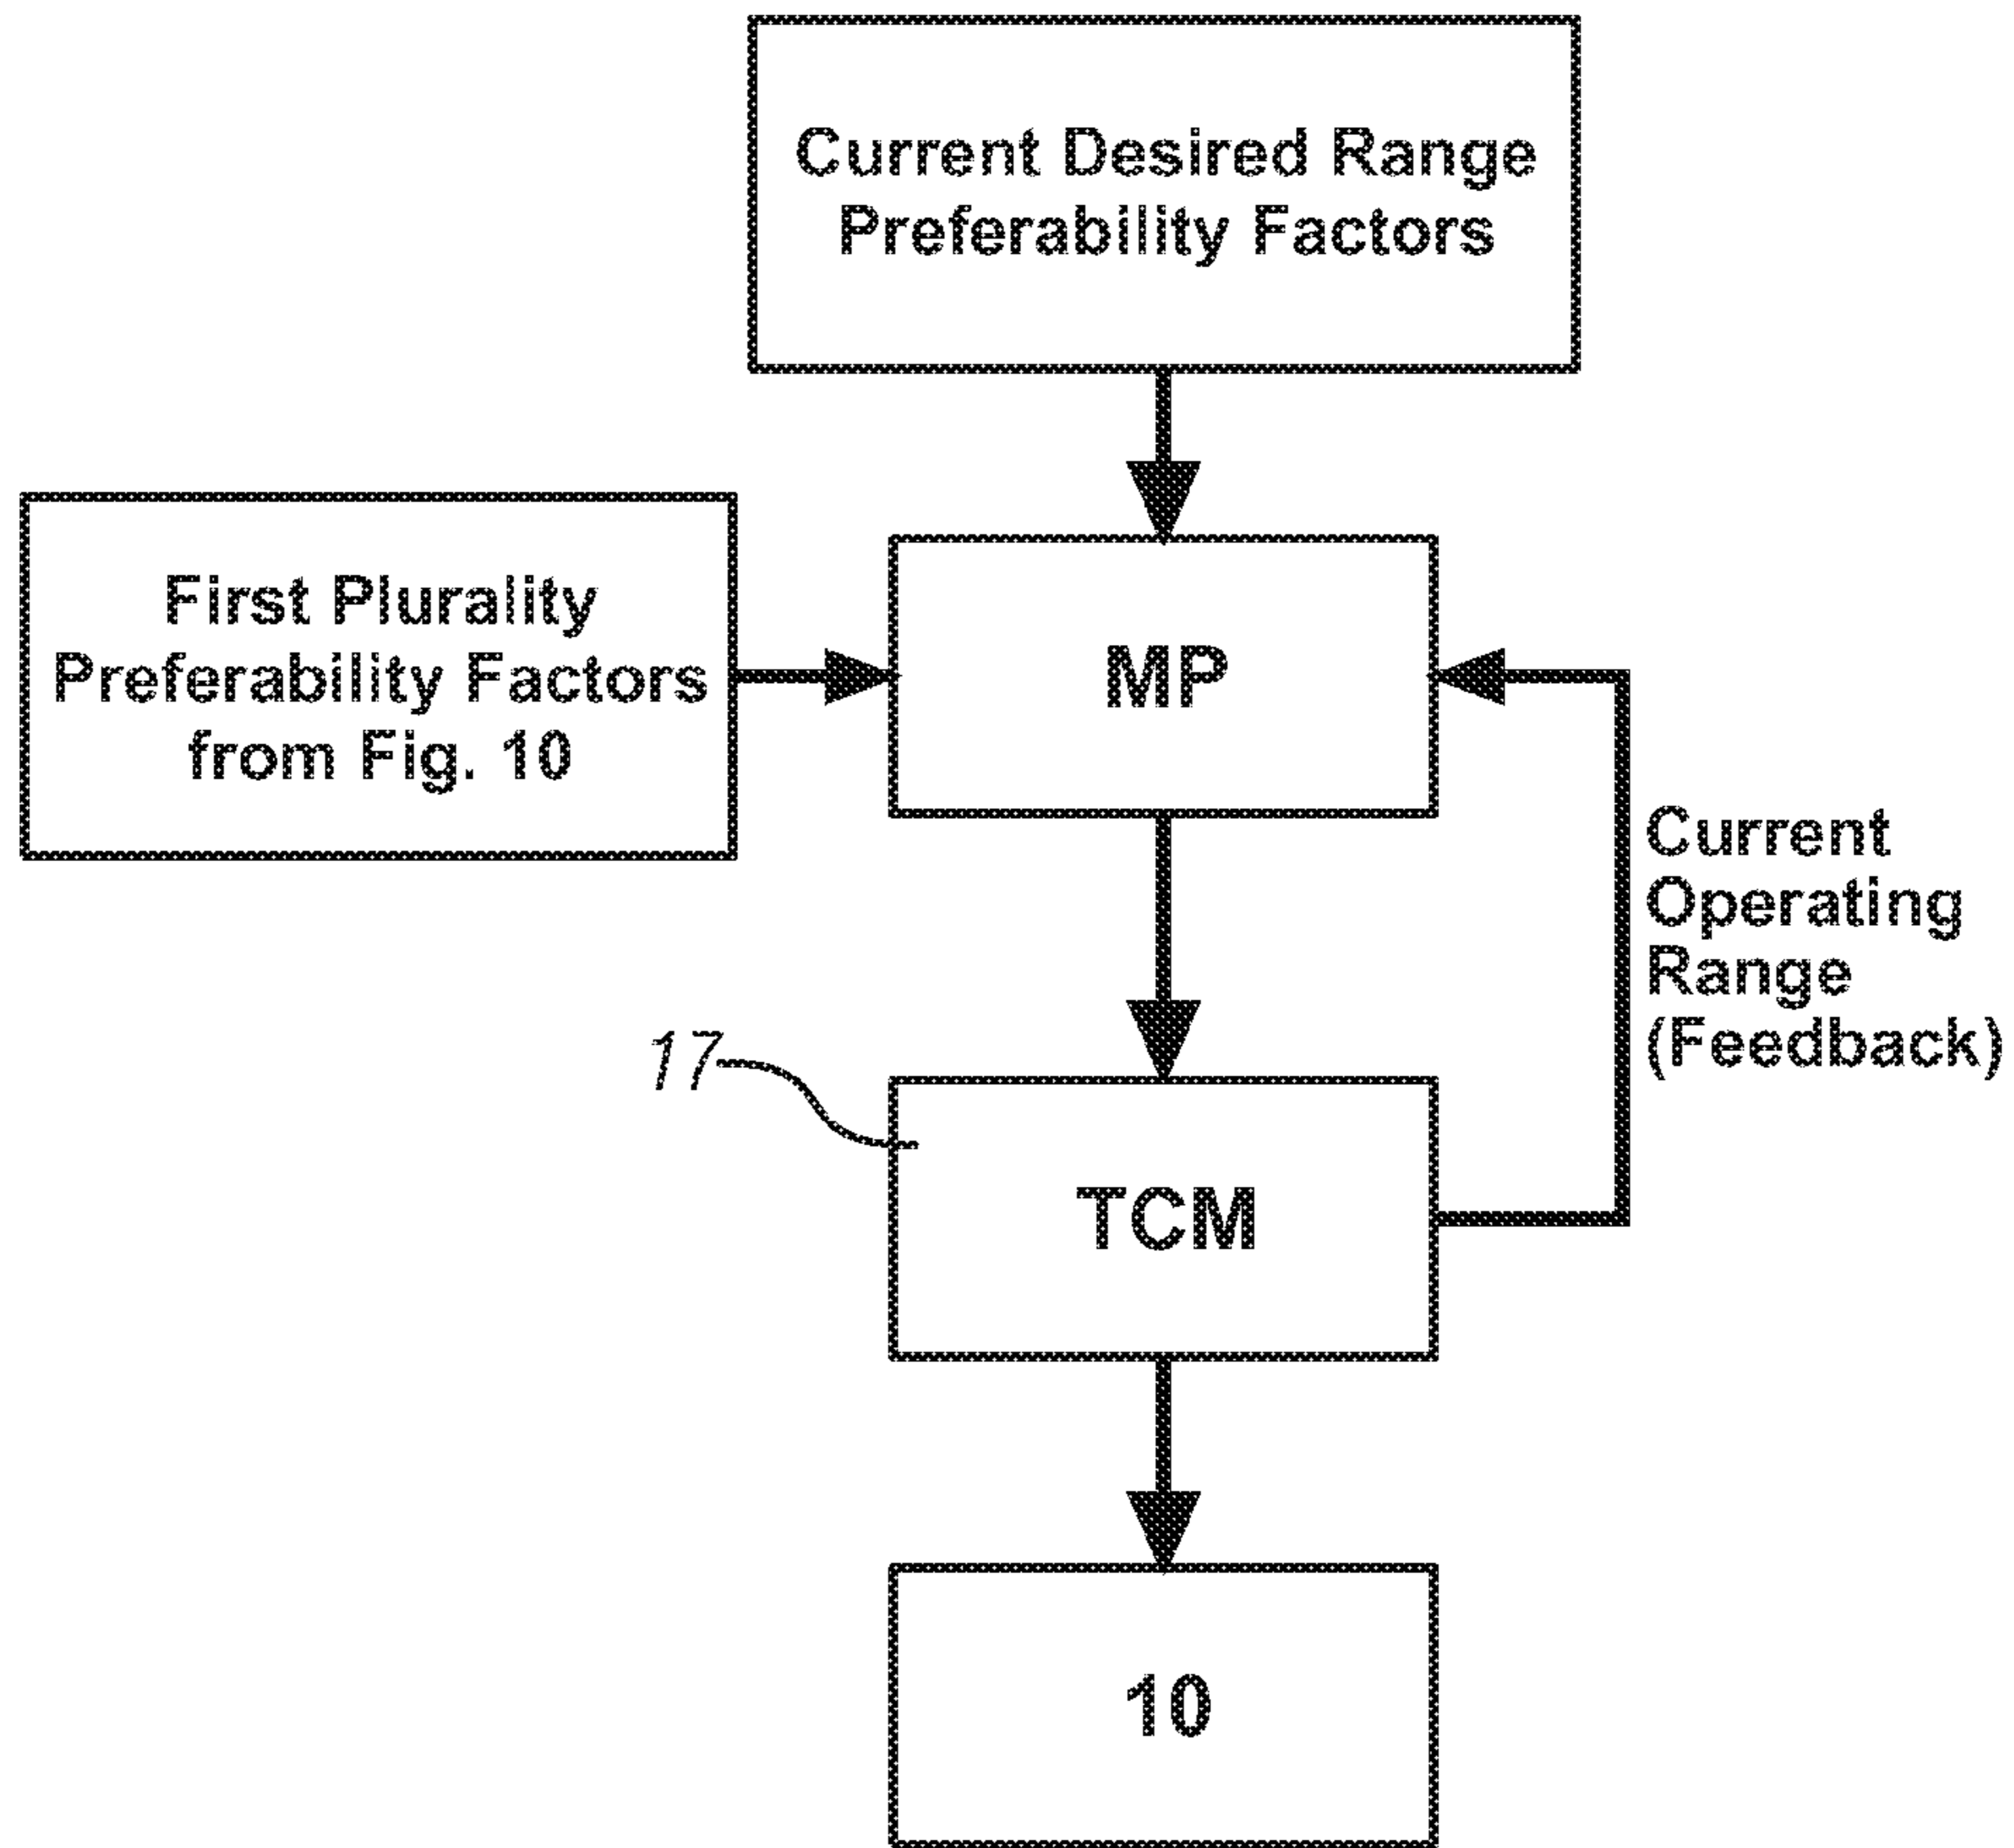 Current Desired Range
Preferability Factors
First Plurality
Preferability Factors
from Fig. 10
MP
Current
Operating
Range
(Feedback)
17
TCM
10